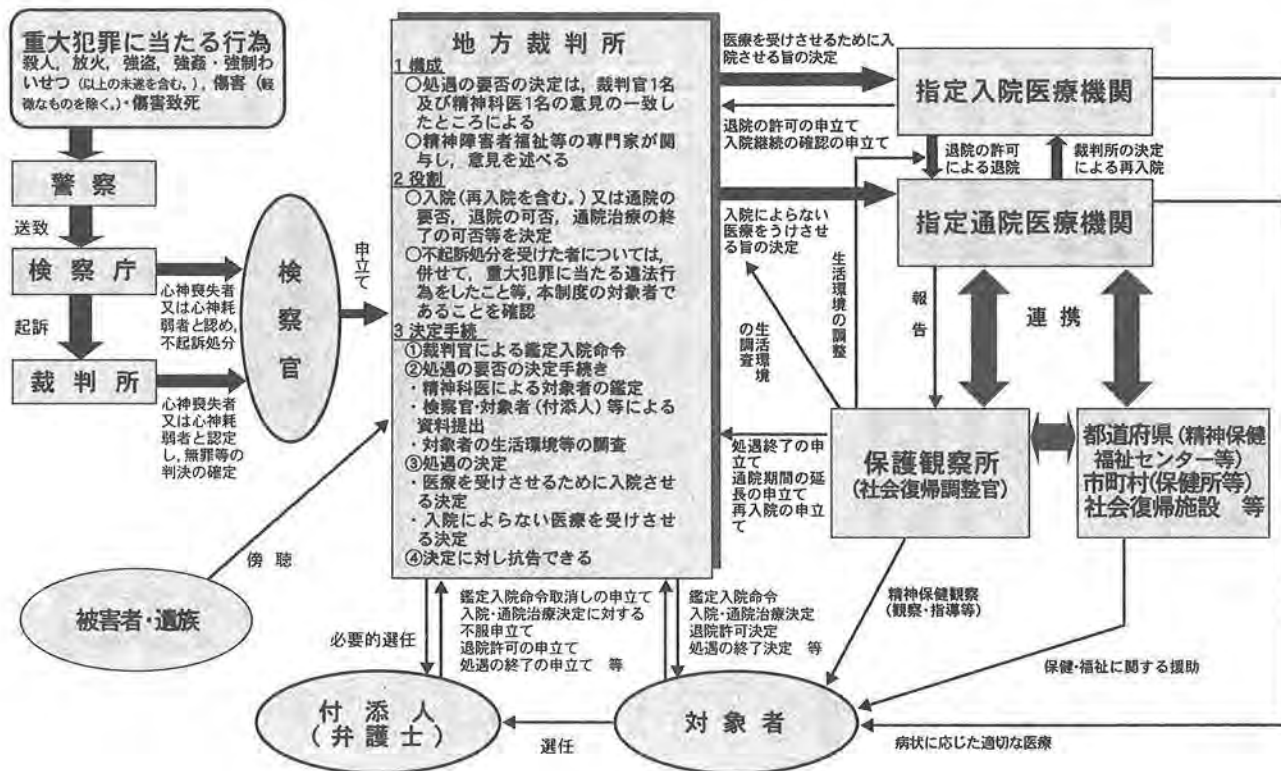 重大犯罪に当たる行為
殺人，放火，強盗，強姦・強制わ
いせつ（以上の未遂を含む。），傷害（軽
微なものを除く。）・傷害致死
警察
送致
検察庁
起訴
裁判所
心神喪失者
又は心神耗
弱者と認め，
不起訴処分
心神喪失者
又は心神耗
弱者と認定
し，無罪等の
判決の確定
検察官
申立て
被害者・遺族
傍聴
地方裁判所
1 構成
○処遇の要否の決定は，裁判官1名
及び精神科医1名の意見の一致し
たところによる
○精神障害者福祉等の専門家が関
与し，意見を述べる
2 役割
○入院（再入院を含む。）又は通院の
要否，退院の可否，通院治療の終
了の可否等を決定
○不起訴処分を受けた者については，
併せて，重大犯罪に当たる違法行
為をしたこと等，本制度の対象者で
あることを確認
3 決定手続
①裁判官による鑑定入院命令
②処遇の要否の決定手続き
・精神科医による対象者の鑑定
・検察官・対象者（付添人）等による
資料提出
・対象者の生活環境等の調査
③処遇の決定
・医療を受けさせるために入院させ
る決定
・入院によらない医療を受けさせ
る決定
④決定に対し抗告できる
医療を受けさせるために入
院させる旨の決定
退院の許可の申立て
入院継続の確認の申立て
指定入院医療機関
退院の許可
による退院
裁判所の決定
による再入院
指定通院医療機関
入院によらない
医療をうけさせ
る旨の決定
生活環境の調整
報告
連携
生活環境
の調査
処遇終了の申
立て
通院期間の延
長の申立て
再入院の申立
て
保護観察所
（社会復帰調整官）
都道府県（精神保健
福祉センター等）
市町村（保健所等）
社会復帰施設　等
必要的選任
鑑定入院命令取消しの申立て
入院・通院治療決定に対する
不服申立て
退院許可の申立て
処遇の終了の申立て　等
鑑定入院命令
入院・通院治療決定
退院許可決定
処遇の終了決定　等
精神保健観察
（観察・指導等）
保健・福祉に関する援助
付添人
（弁護士）
選任
対象者
病状に応じた適切な医療